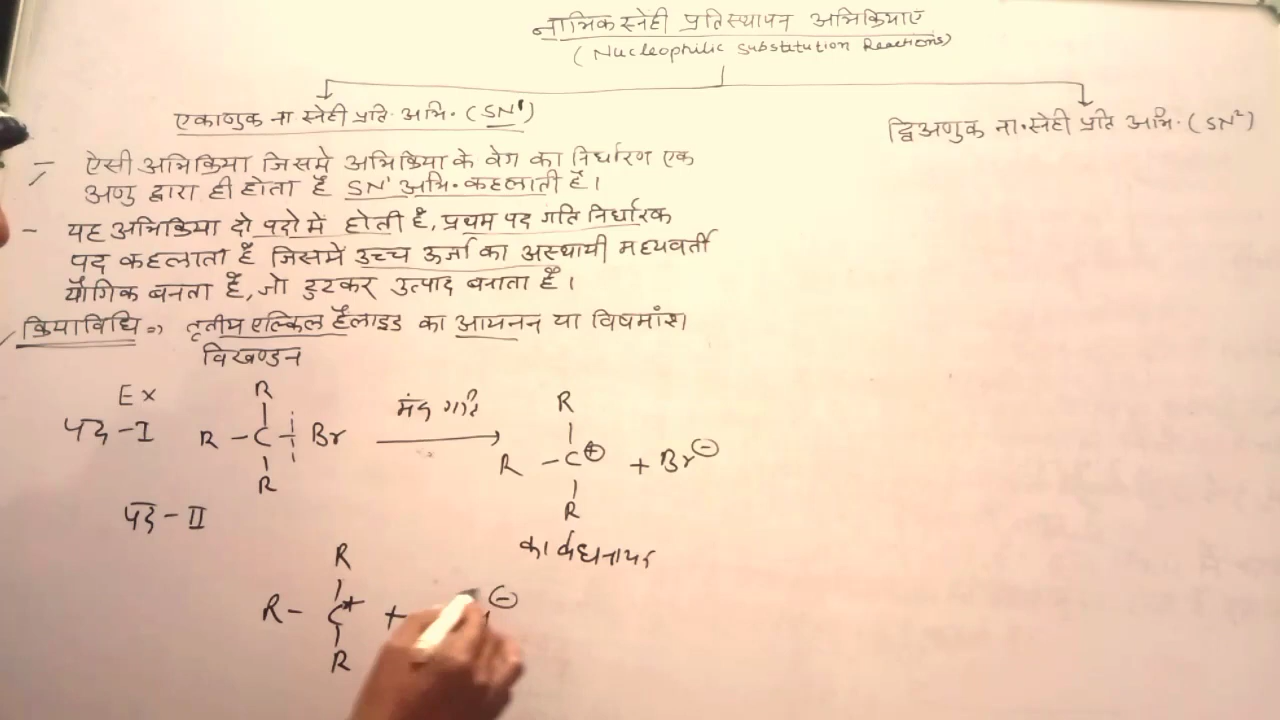 नाभिक स्नेही प्रतिस्थापन अभिक्रियाएँ
(Nucleophilic Substitution Reactions)
एकाणुक ना स्नेही प्रति. अभि. (SN¹)
द्विअणुक ना. स्नेही प्रति अभि. (SN²)
- ऐसी अभिक्रिया जिसमे अभिक्रिया के वेग का निर्धारण एक
अणु द्वारा ही होता है SN¹ अभि. कहलाती है।
- यह अभिक्रिया दो पदो में होती है, प्रथम पद गति निर्धारक
पद कहलाता है जिसमें उच्च ऊर्जा का अस्थायी मध्यवर्ती
यौगिक बनता है, जो टुटकर उत्पाद बनाता है।
क्रियाविधि => तृतीय एल्किल हैलाइड का आयनन या विषमांश
विखण्डन
Ex
R
R
पद-I R - C - Br मंद गति R - C⊕ + Br⊖
R
R
पद-II
कार्बधनायन
R
R - C+ + ⊖
R